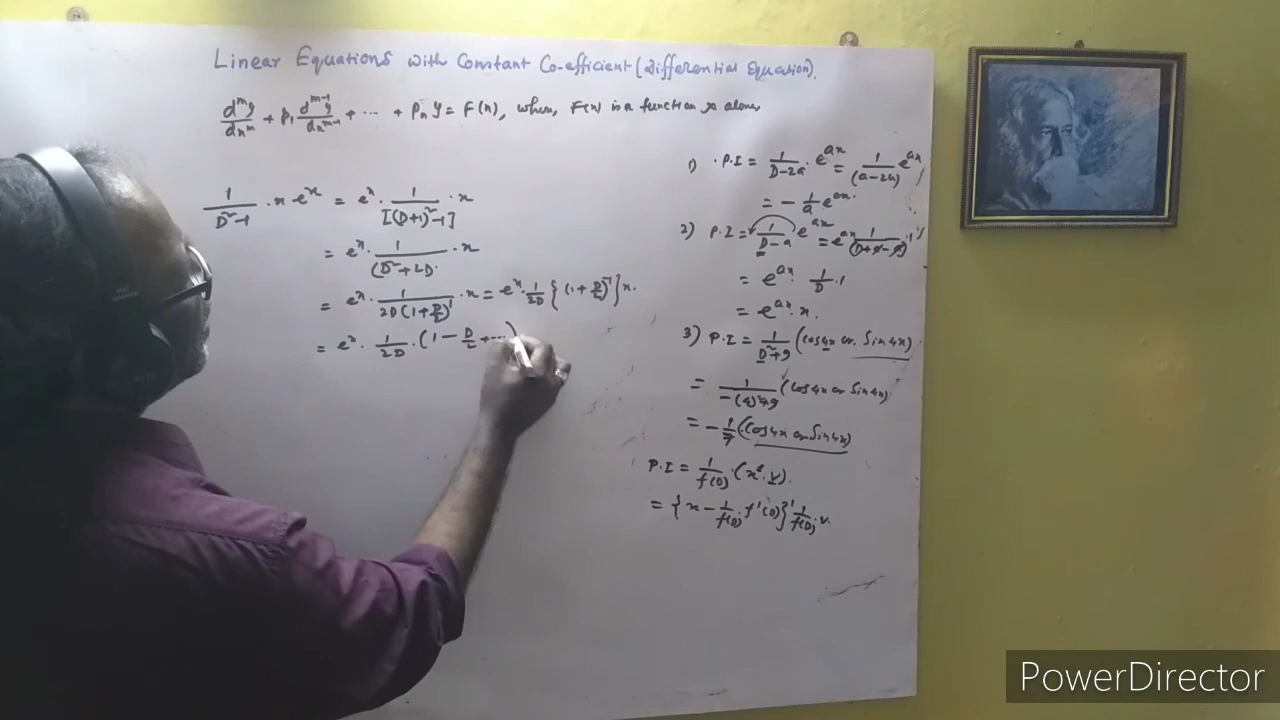 Linear Equations with Constant Co-efficient (Differential Equation).
d^m y/dx^m + P₁ d^(m-1) y/dx^(m-1) + ... + Pₙ y = F(x), when, F(x) is a function x alone
1/(D²-1) · x e^x = e^x · 1/[(D+1)²-1] · x
= e^x · 1/(D²+2D) · x
= e^x · 1/(2D(1+D/2)) · x = e^x · 1/2D {(1+D/2)^-1} x.
= e^x · 1/2D · (1 - D/2 + ...)
1) P.I = 1/(D-2a) · e^ax = 1/(a-2a) e^ax
= -1/a e^ax.
2) P.I = 1/(D-a) e^ax = e^ax 1/(D+a-a) · 1
= e^ax · 1/D · 1
= e^ax · x.
3) P.I = 1/(D²+9) (cos4x or Sin4x)
= 1/(-(4)²+9) (cos4x or Sin4x)
= -1/7 (cos4x or Sin4x)
P.I = 1/f(D) · (x · V).
= {x - 1/f(D) · f'(D)} 1/f(D) · V.
PowerDirector